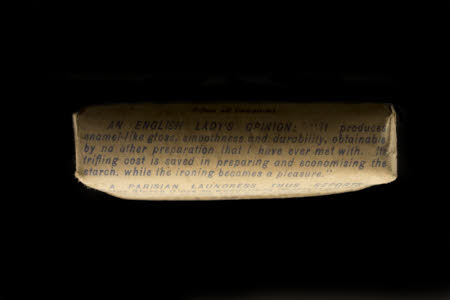 AN ENGLISH LADY'S OPINION: "It produces
enamel-like gloss, smoothness and durability, obtainable
by no other preparation that I have ever met with. Its
trifling cost is saved in preparing and economising the
starch, while the ironing becomes a pleasure."
A PARISIAN LAUNDRESS THUS REPORTS